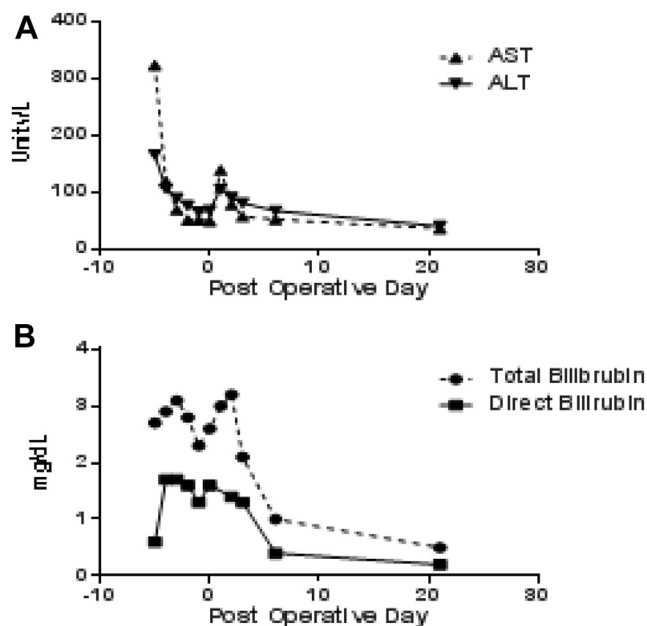 A
400
300
200
100
0
Units/L
AST
ALT
-10 0 10 20 30
Post Operative Day
B
4
3
2
1
0
mg/dL
Total Bilibrubin
Direct Bilirubin
-10 0 10 20 30
Post Operative Day